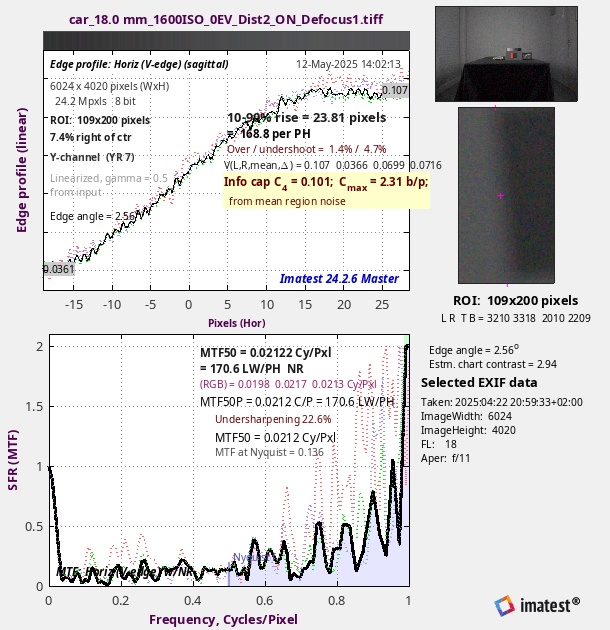 car_18.0 mm_1600ISO_0EV_Dist2_ON_Defocus1.tiff
Edge profile: Horiz (V-edge) (sagittal)
12-May-2025 14:02:13
6024 x 4020 pixels (WxH)
24.2 Mpxls   8 bit
0.107
ROI: 109x200 pixels
10-90% rise = 23.81 pixels
7.4% right of ctr
= 168.8 per PH
Over / undershoot =  1.4% /  4.7%
Y-channel  (YR 7)
V(L,R,mean,Δ) = 0.107  0.0366  0.0699  0.0716
Linearized, gamma = 0.5
from input
Info cap C4 = 0.101;  Cmax = 2.31 b/p;
from mean region noise
Edge angle = 2.56°
0.0361
Imatest 24.2.6 Master
Edge profile (linear)
-15 -10 -5 0 5 10 15 20 25
Pixels (Hor)
ROI:  109x200 pixels
L R  T B = 3210 3318  2010 2209
Edge angle = 2.56°
Estm. chart contrast = 2.94
Selected EXIF data
Taken: 2025:04:22 20:59:33+02:00
ImageWidth:  6024
ImageHeight:  4020
FL:   18
Aper:  f/11
MTF50 = 0.02122 Cy/Pxl
= 170.6 LW/PH  NR
(RGB) = 0.0198  0.0217  0.0213 Cy/Pxl
MTF50P = 0.0212 C/P = 170.6 LW/PH
Undersharpening 22.6%
MTF50 = 0.0212 Cy/Pxl
MTF at Nyquist = 0.136
Nyquist
MTF: Horiz (V-edge) w/NR
SFR (MTF)
2
1.5
1
0.5
0
0 0.2 0.4 0.6 0.8 1
Frequency, Cycles/Pixel
imatest®